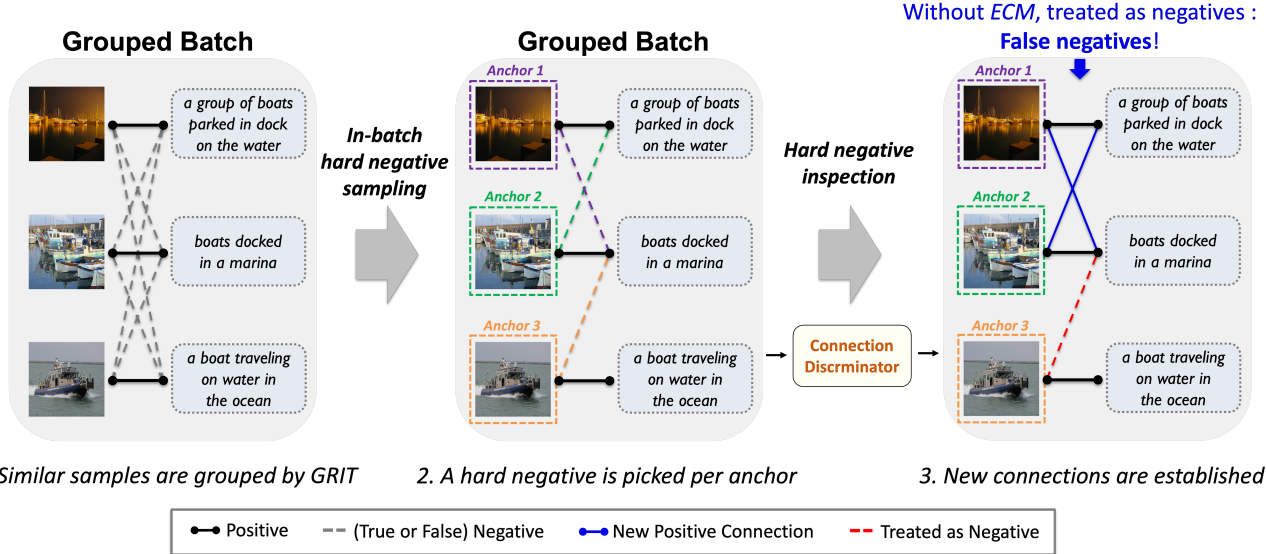 Without ECM, treated as negatives :
False negatives!
Grouped Batch
Grouped Batch
a group of boats
parked in dock
on the water
boats docked
in a marina
a boat traveling
on water in
the ocean
In-batch
hard negative
sampling
Anchor 1
Anchor 2
Anchor 3
a group of boats
parked in dock
on the water
boats docked
in a marina
a boat traveling
on water in
the ocean
Hard negative
inspection
Connection
Discrminator
Anchor 1
Anchor 2
Anchor 3
a group of boats
parked in dock
on the water
boats docked
in a marina
a boat traveling
on water in
the ocean
Similar samples are grouped by GRIT
2. A hard negative is picked per anchor
3. New connections are established
Positive
(True or False) Negative
New Positive Connection
Treated as Negative